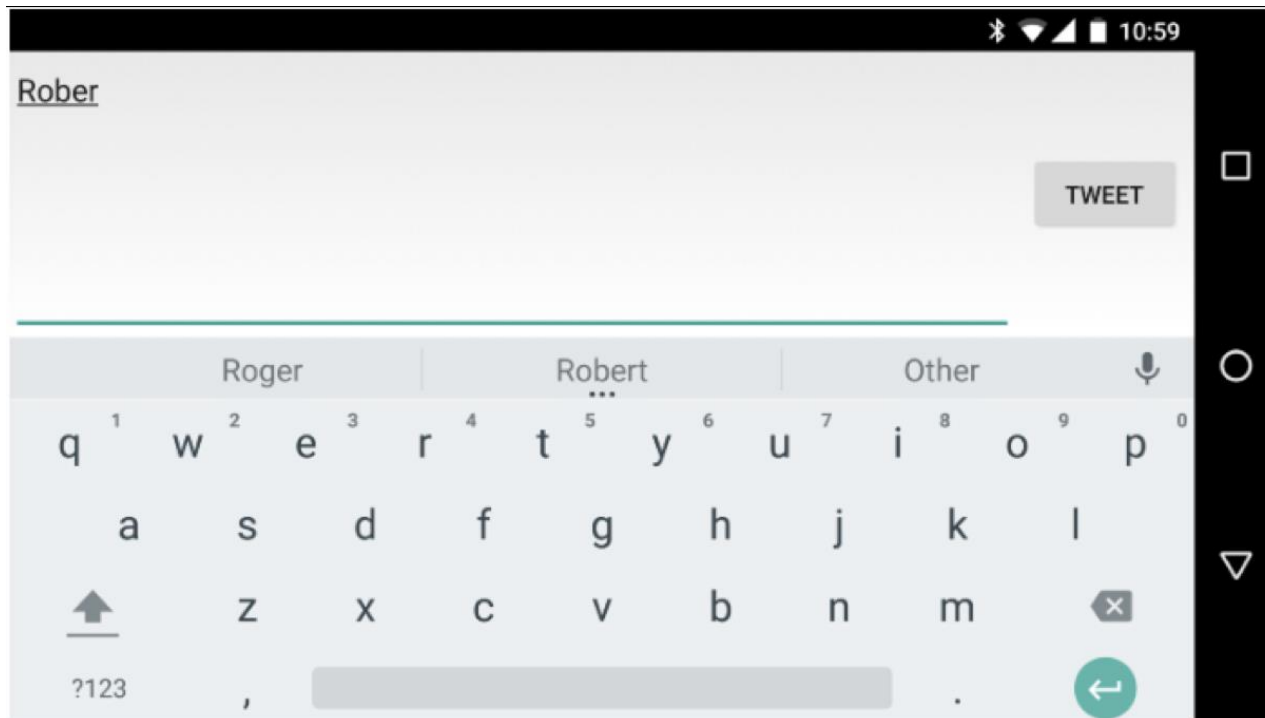 10:59
Rober
TWEET
Roger Robert Other
q 1 w 2 e 3 r 4 t 5 y 6 u 7 i 8 o 9 p 0
a s d f g h j k l
z x c v b n m
?123 , .